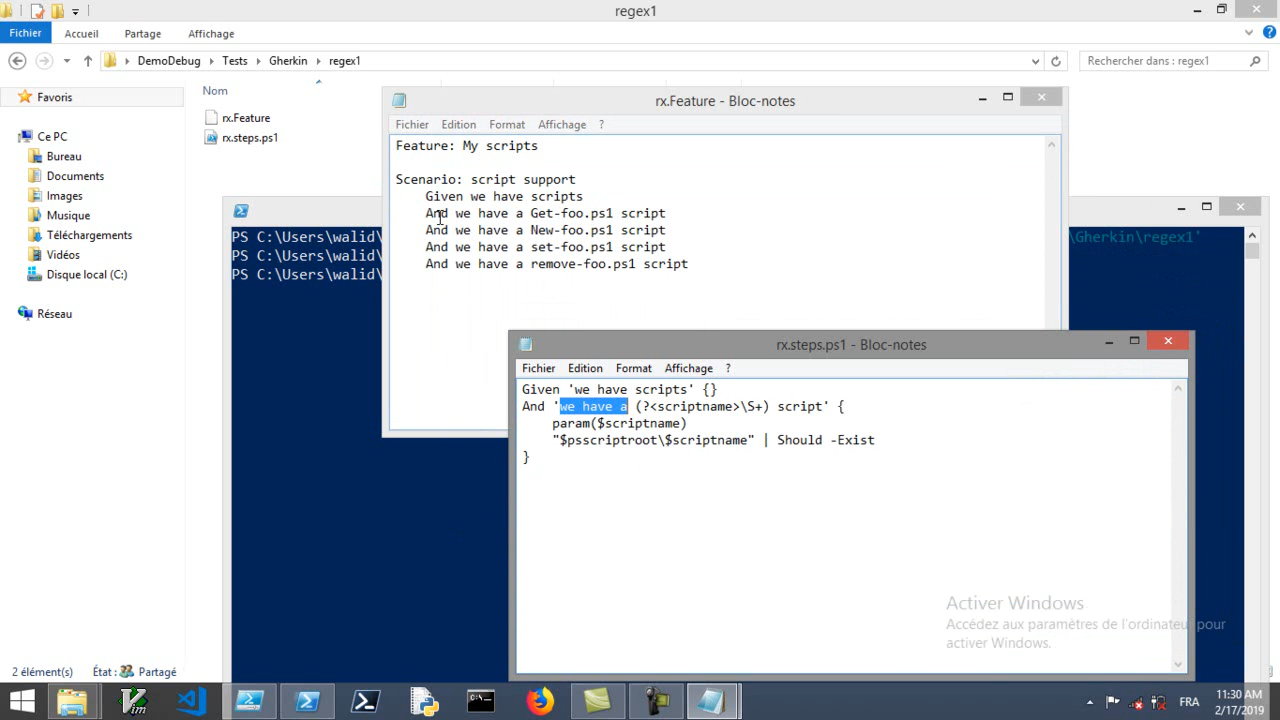 regex1
Fichier Accueil Partage Affichage
DemoDebug Tests Gherkin regex1
Rechercher dans : regex1
Favoris
Ce PC
Bureau
Documents
Images
Musique
Téléchargements
Vidéos
Disque local (C:)
Réseau
Nom
rx.Feature
rx.steps.ps1
rx.Feature - Bloc-notes
Fichier Edition Format Affichage ?
Feature: My scripts
Scenario: script support
Given we have scripts
And we have a Get-foo.ps1 script
And we have a New-foo.ps1 script
And we have a set-foo.ps1 script
And we have a remove-foo.ps1 script
PS C:\Users\walid\
\Gherkin\regex1'
PS C:\Users\walid\
PS C:\Users\walid\
rx.steps.ps1 - Bloc-notes
Fichier Edition Format Affichage ?
Given 'we have scripts' {}
And 'we have a (?<scriptname>\S+) script' {
param($scriptname)
"$psscriptroot\$scriptname" | Should -Exist
}
Activer Windows
Accédez aux paramètres de l'ordinateur pour
activer Windows.
2 élément(s) État : Partagé
FRA
11:30 AM
2/17/2019